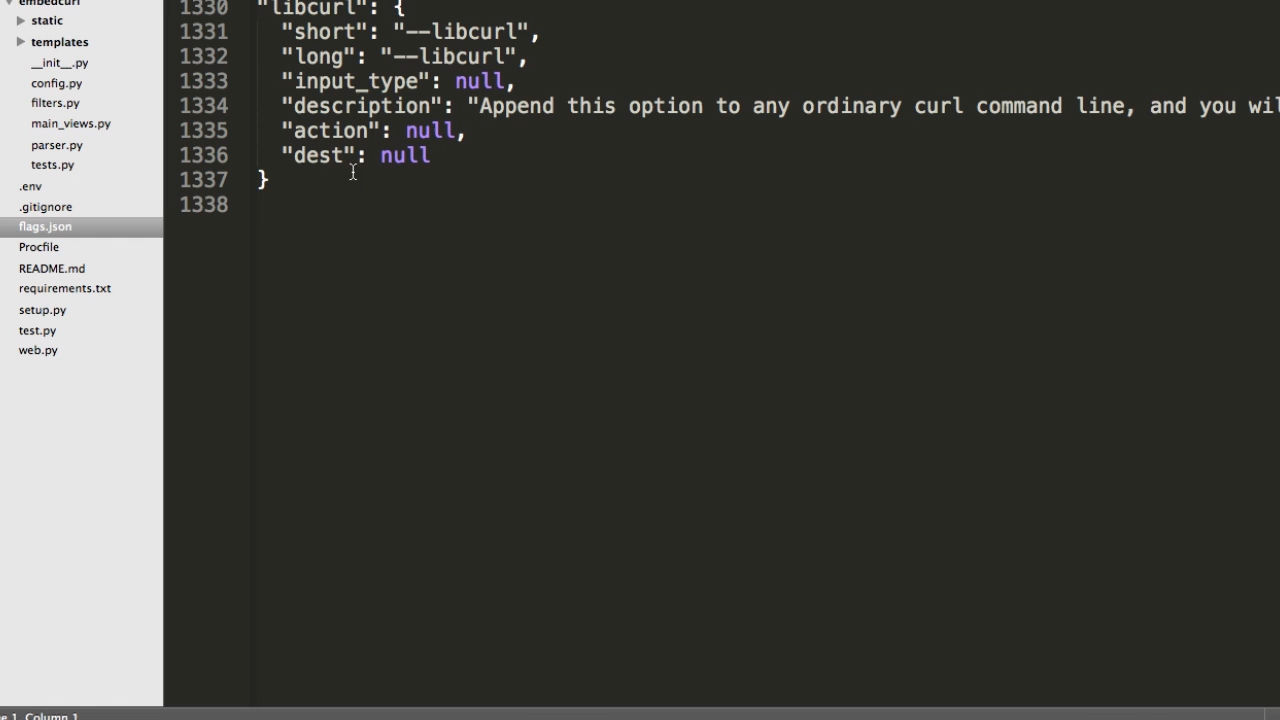 embedcurl
static
templates
__init__.py
config.py
filters.py
main_views.py
parser.py
tests.py
.env
.gitignore
flags.json
Procfile
README.md
requirements.txt
setup.py
test.py
web.py
1330 "libcurl": {
1331 "short": "--libcurl",
1332 "long": "--libcurl",
1333 "input_type": null,
1334 "description": "Append this option to any ordinary curl command line, and you wil
1335 "action": null,
1336 "dest": null
1337 }
1338
e 1, Column 1